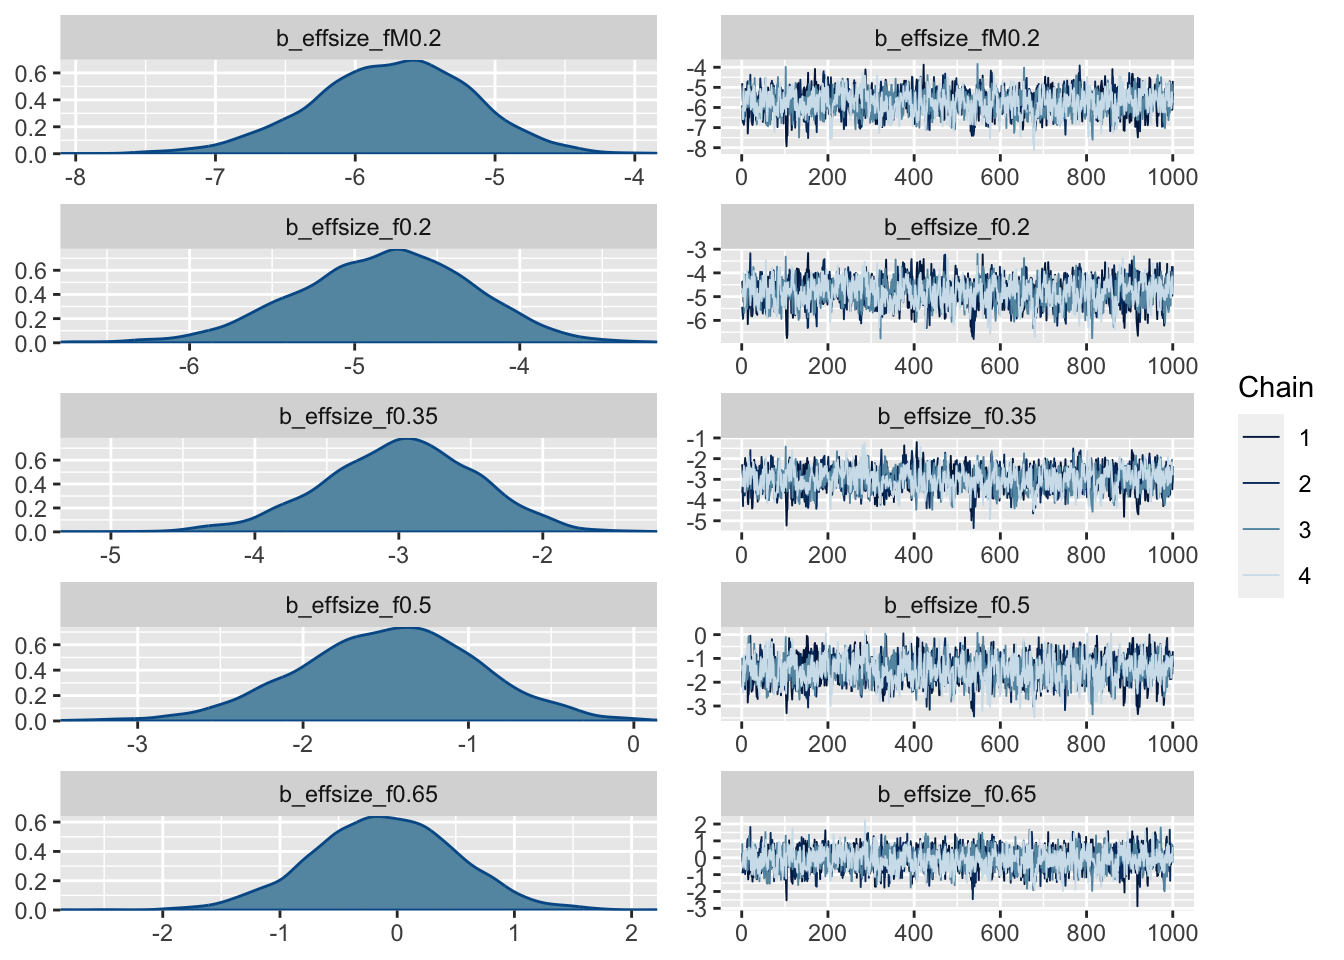 b_effsize_fM0.2
0.6
0.4
0.2
0.0
-8 -7 -6 -5 -4
b_effsize_fM0.2
-4
-5
-6
-7
-8
0 200 400 600 800 1000
b_effsize_f0.2
0.6
0.4
0.2
0.0
-6 -5 -4
b_effsize_f0.2
-3
-4
-5
-6
0 200 400 600 800 1000
b_effsize_f0.35
0.6
0.4
0.2
0.0
-5 -4 -3 -2
b_effsize_f0.35
-1
-2
-3
-4
-5
0 200 400 600 800 1000
b_effsize_f0.5
0.6
0.4
0.2
0.0
-3 -2 -1 0
b_effsize_f0.5
0
-1
-2
-3
0 200 400 600 800 1000
b_effsize_f0.65
0.6
0.4
0.2
0.0
-2 -1 0 1 2
b_effsize_f0.65
2
1
0
-1
-2
-3
0 200 400 600 800 1000
Chain
1
2
3
4